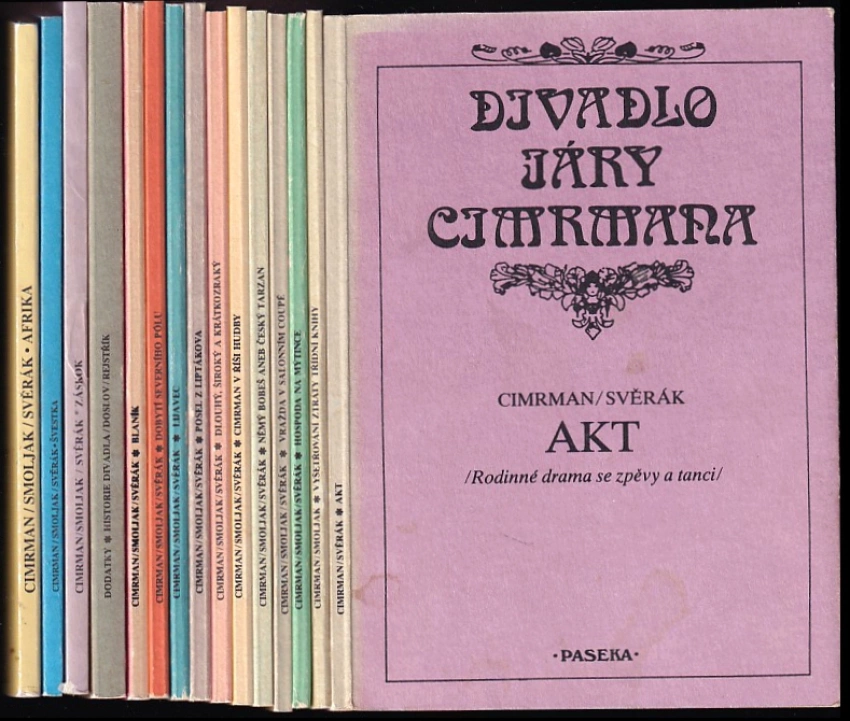 CIMRMAN/SMOLJAK/SVĚRÁK • AFRIKA
CIMRMAN/SMOLJAK/SVĚRÁK • ŠVESTKA
CIMRMAN/SMOLJAK/SVĚRÁK * ZÁSKOK
DODATKY ✱ HISTORIE DIVADLA/DOSLOV/REJSTŘÍK
CIMRMAN/SMOLJAK/SVĚRÁK ✱ BLANÍK
CIMRMAN/SMOLJAK/SVĚRÁK ✱ DOBYTÍ SEVERNÍHO PÓLU
CIMRMAN/SMOLJAK/SVĚRÁK ✱ LIJAVEC
CIMRMAN/SMOLJAK/SVĚRÁK ✱ POSEL Z LIPTÁKOVA
CIMRMAN/SMOLJAK/SVĚRÁK ✱ DLOUHÝ, ŠIROKÝ A KRÁTKOZRAKÝ
CIMRMAN/SMOLJAK/SVĚRÁK ✱ CIMRMAN V ŘÍŠI HUDBY
CIMRMAN/SMOLJAK/SVĚRÁK ✱ NĚMÝ BOBEŠ ANEB ČESKÝ TARZAN
CIMRMAN/SMOLJAK/SVĚRÁK ✱ VRAŽDA V SALONNÍM COUPÉ
CIMRMAN/SMOLJAK/SVĚRÁK ✱ HOSPODA NA MÝTINCE
CIMRMAN/SMOLJAK ✱ VYŠETŘOVÁNÍ ZTRÁTY TŘÍDNÍ KNIHY
CIMRMAN/SVĚRÁK ✱ AKT
DIVADLO
JÁRY
CIMRMANA
CIMRMAN/SVĚRÁK
AKT
/Rodinné drama se zpěvy a tanci/
•PASEKA•